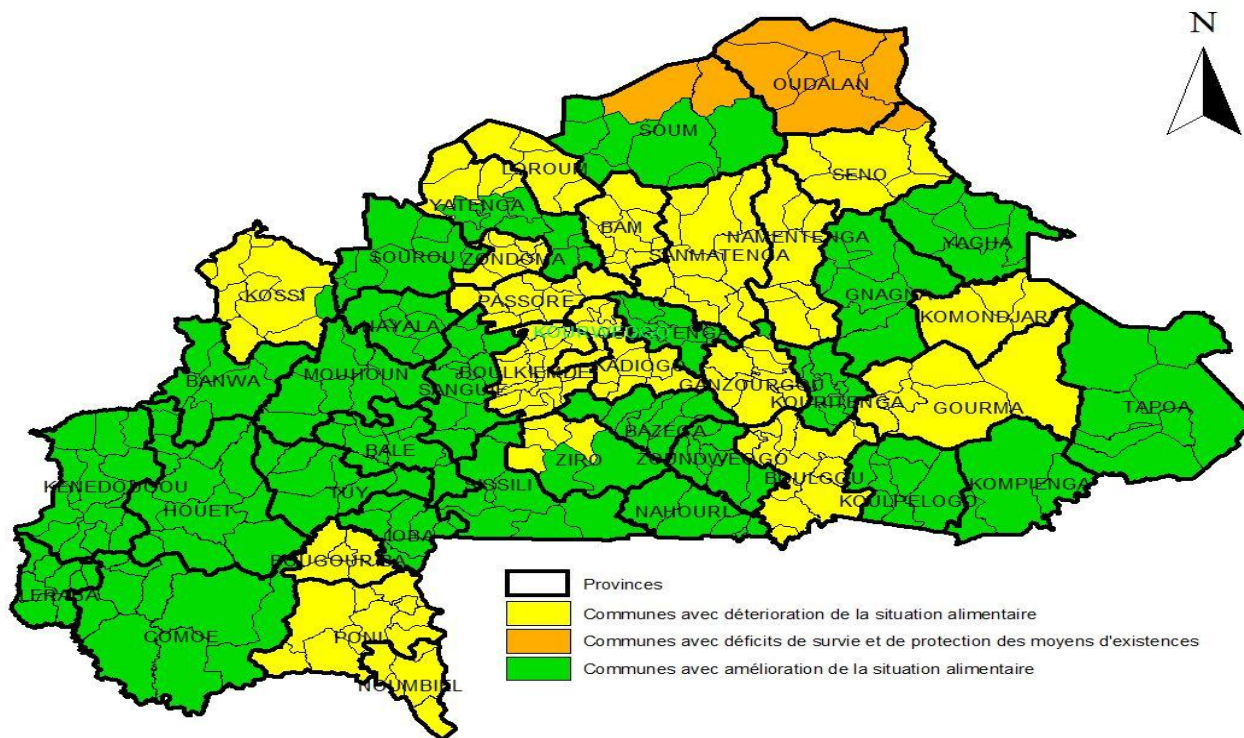 N
OUDALAN
SOUM
LOROUM
SENO
YATENGA
BAM
NAMENTENGA
YAGHA
SOUROU
ZONDOMA
SANMATENGA
KOSSI
PASSORE
GNAGNA
KOMONDJARI
NAYALA
BANWA
MOUHOUN
SANGUIE
BOULKIEMDE
KADIOGO
GANZOURGOU
KOURITENGA
GOURMA
TAPOA
BALE
BAZEGA
ZIRO
ZOUNDWEOGO
BOULGOU
KENEDOUGOU
HOUET
TUY
SISSILI
NAHOURI
KOULPELOGO
KOMPIENGA
IOBA
BOUGOURIBA
LERABA
COMOE
PONI
NOUMBIEL
Provinces
Communes avec déterioration de la situation alimentaire
Communes avec déficits de survie et de protection des moyens d'existences
Communes avec amélioration de la situation alimentaire